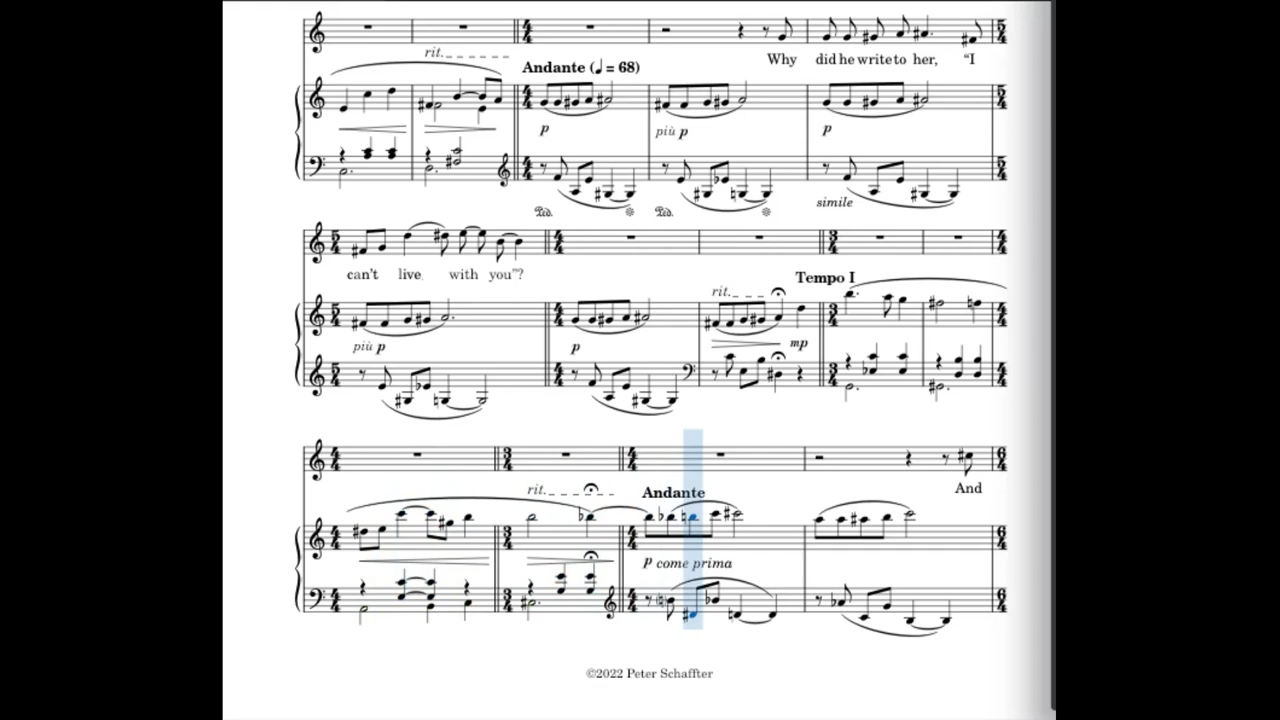 rit.
Andante (♩ = 68)
Why did he write to her, “I
p più p p
simile
can't live with you”?
Tempo I
rit.
più p p mp
And
rit. Andante
p come prima
©2022 Peter Schaffter